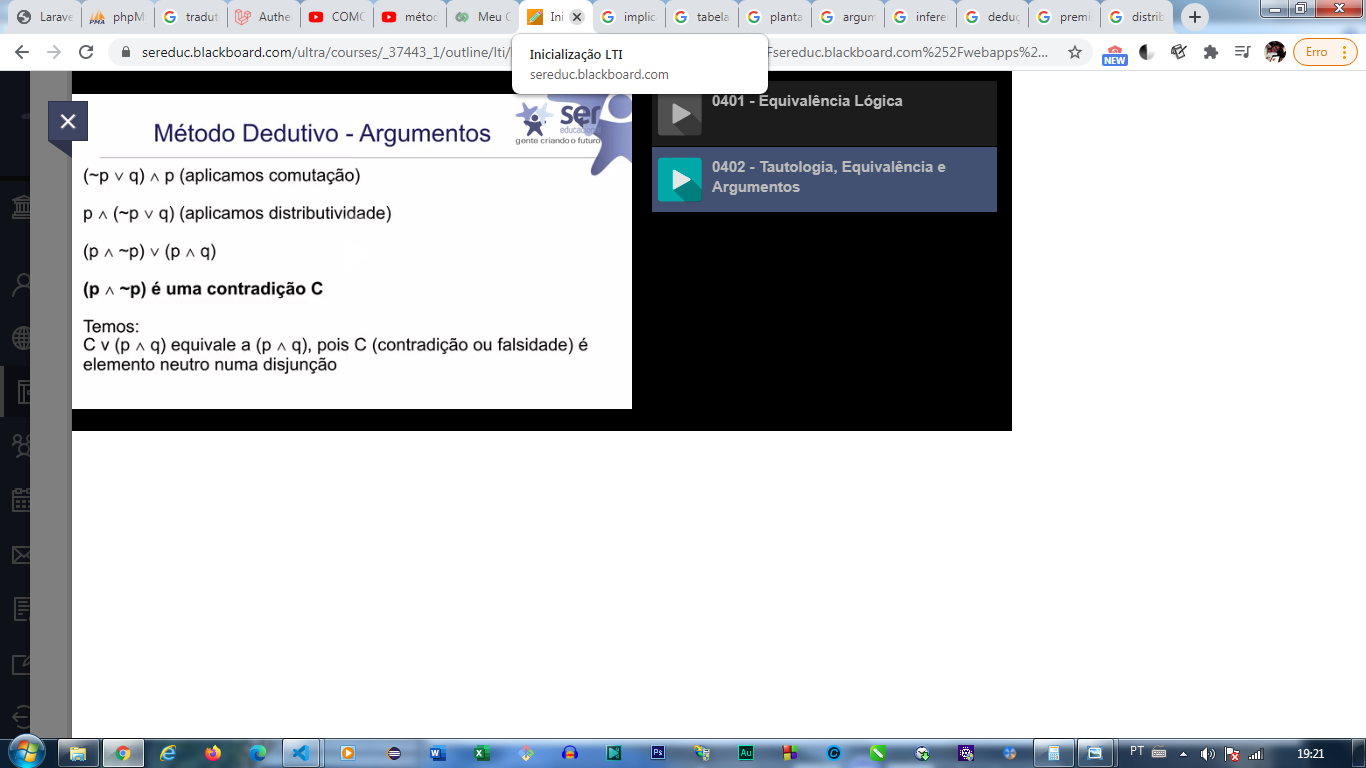 Larave
phpM
tradut
Authe
COMO
métoc
Meu C
Ini
implic
tabela
planta
argum
infere
deduç
premi
distrib
sereduc.blackboard.com/ultra/courses/_37443_1/outline/lti/
Fsereduc.blackboard.com%252Fwebapps%2...
NEW
Erro
Inicialização LTI
sereduc.blackboard.com
ser
educacional
gente criando o futuro
Método Dedutivo - Argumentos
(~p ∨ q) ∧ p (aplicamos comutação)
p ∧ (~p ∨ q) (aplicamos distributividade)
(p ∧ ~p) ∨ (p ∧ q)
(p ∧ ~p) é uma contradição C
Temos:
C v (p ∧ q) equivale a (p ∧ q), pois C (contradição ou falsidade) é
elemento neutro numa disjunção
0401 - Equivalência Lógica
0402 - Tautologia, Equivalência e
Argumentos
PT
19:21